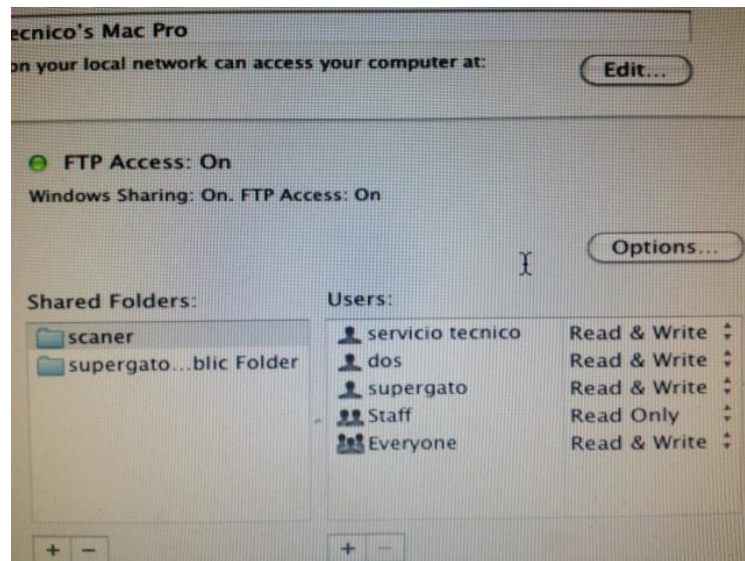 ecnico's Mac Pro
on your local network can access your computer at:
Edit...
FTP Access: On
Windows Sharing: On. FTP Access: On
Options...
Shared Folders:
Users:
scaner
supergato...blic Folder
servicio tecnico Read & Write
dos Read & Write
supergato Read & Write
Staff Read Only
Everyone Read & Write
+ −
+ −